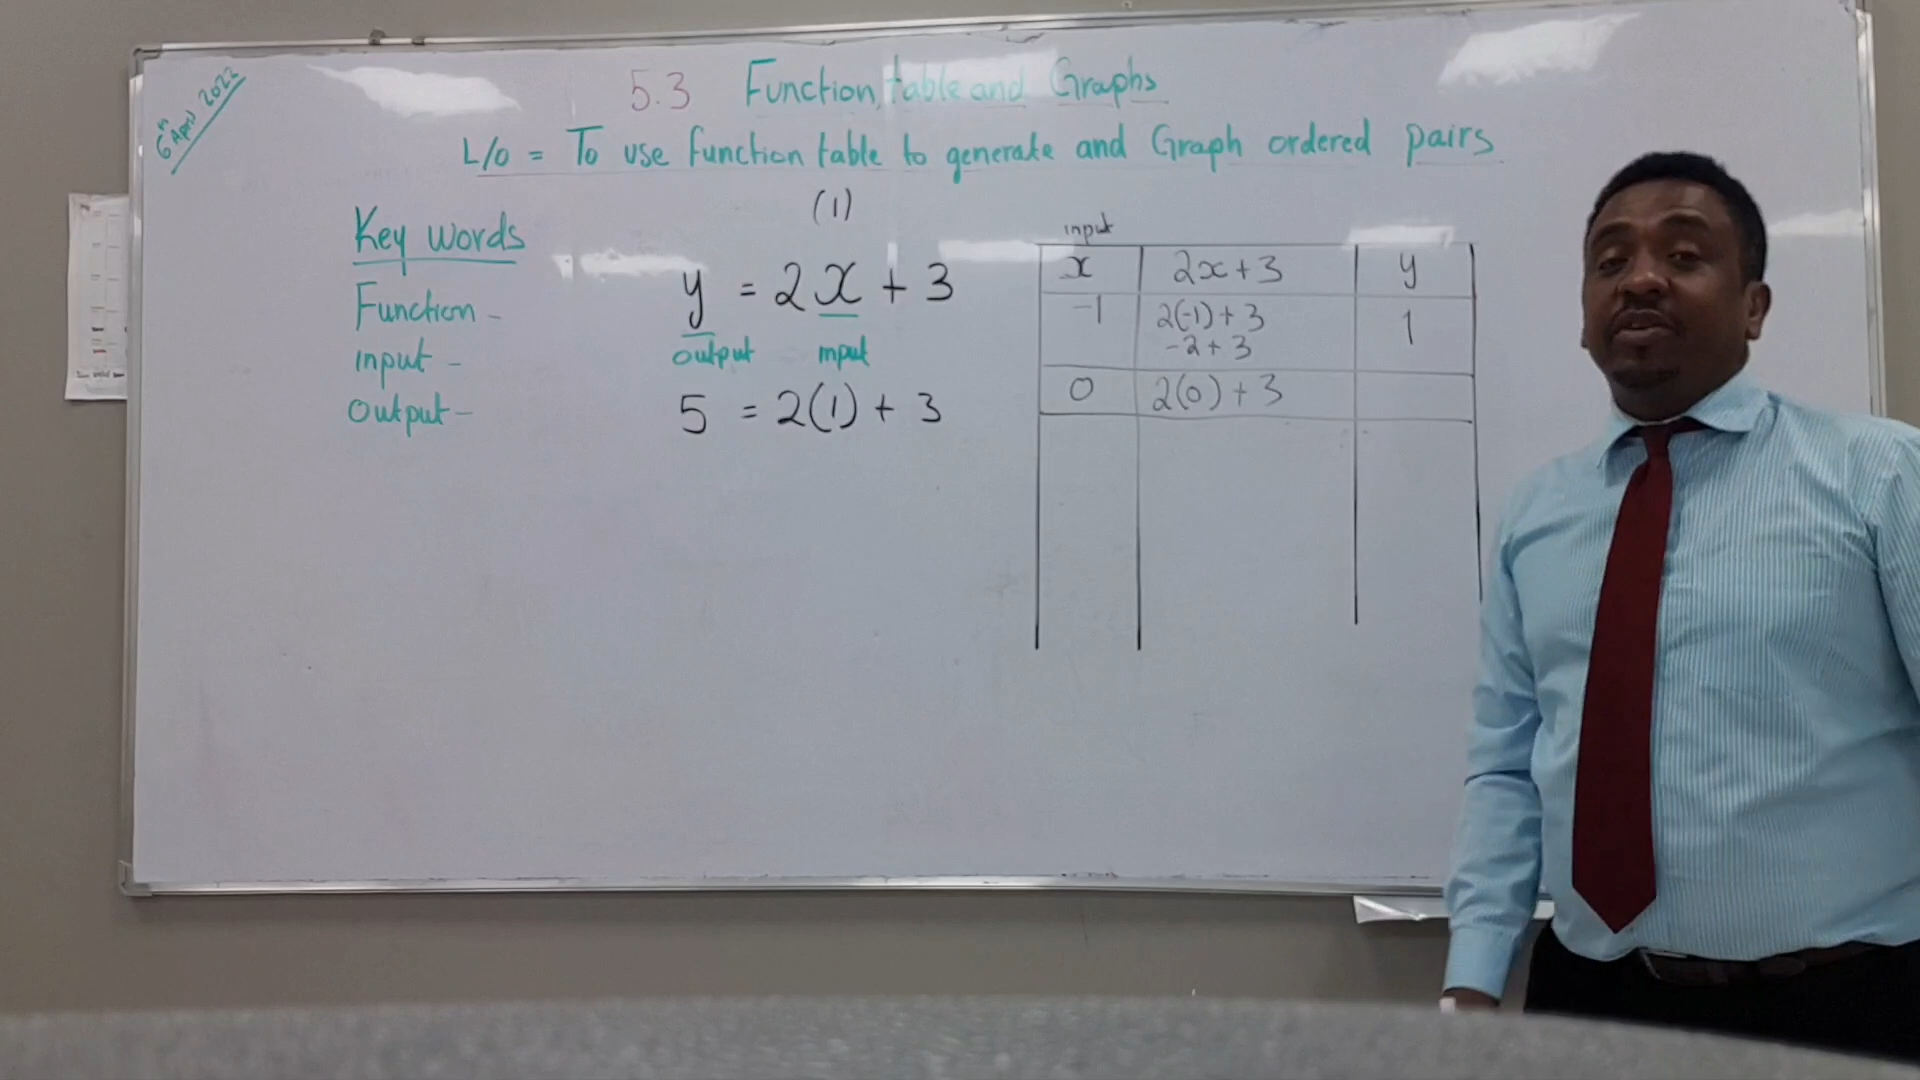 6th April 2022
5.3 Function, table and Graphs
L/o = To use function table to generate and Graph ordered pairs
Key words
Function -
input -
Output -
(1)
y = 2x + 3
output input
5 = 2(1) + 3
input
x 2x+3 y
-1 2(-1)+3 1
-2+3
0 2(0)+3